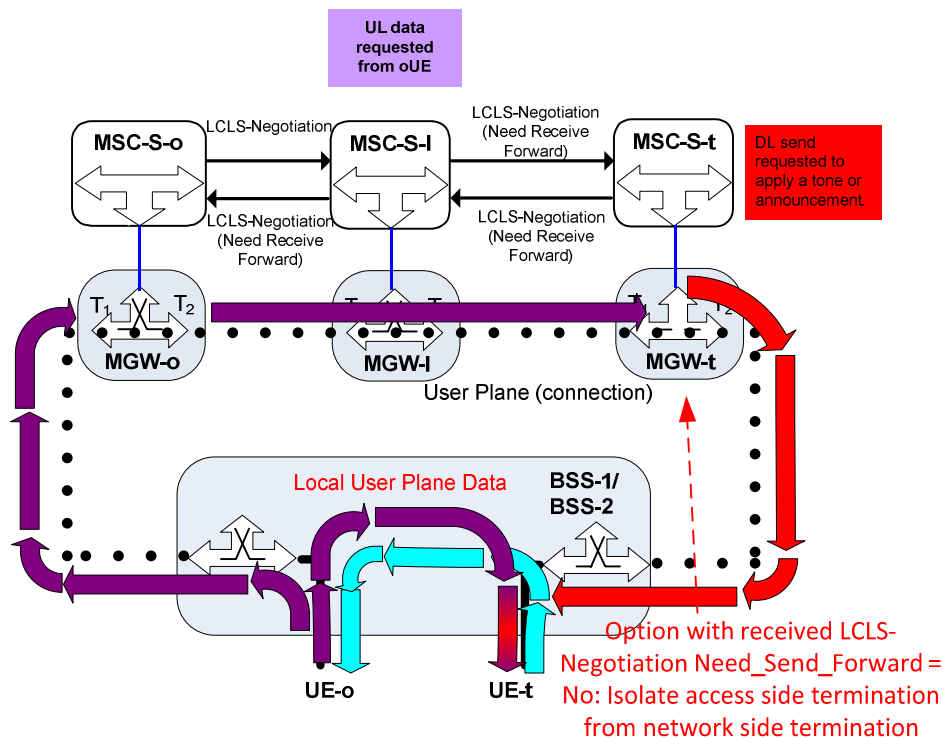 UL data
requested
from oUE
MSC-S-o
LCLS-Negotiation
LCLS-Negotiation
(Need Receive
Forward)
MSC-S-I
LCLS-Negotiation
(Need Receive
Forward)
LCLS-Negotiation
(Need Receive
Forward)
MSC-S-t
DL send
requested to
apply a tone or
announcement.
T1
T2
MGW-o
T
T
MGW-I
T1
T2
MGW-t
User Plane (connection)
Local User Plane Data
BSS-1/
BSS-2
UE-o
UE-t
Option with received LCLS-
Negotiation Need_Send_Forward =
No: Isolate access side termination
from network side termination